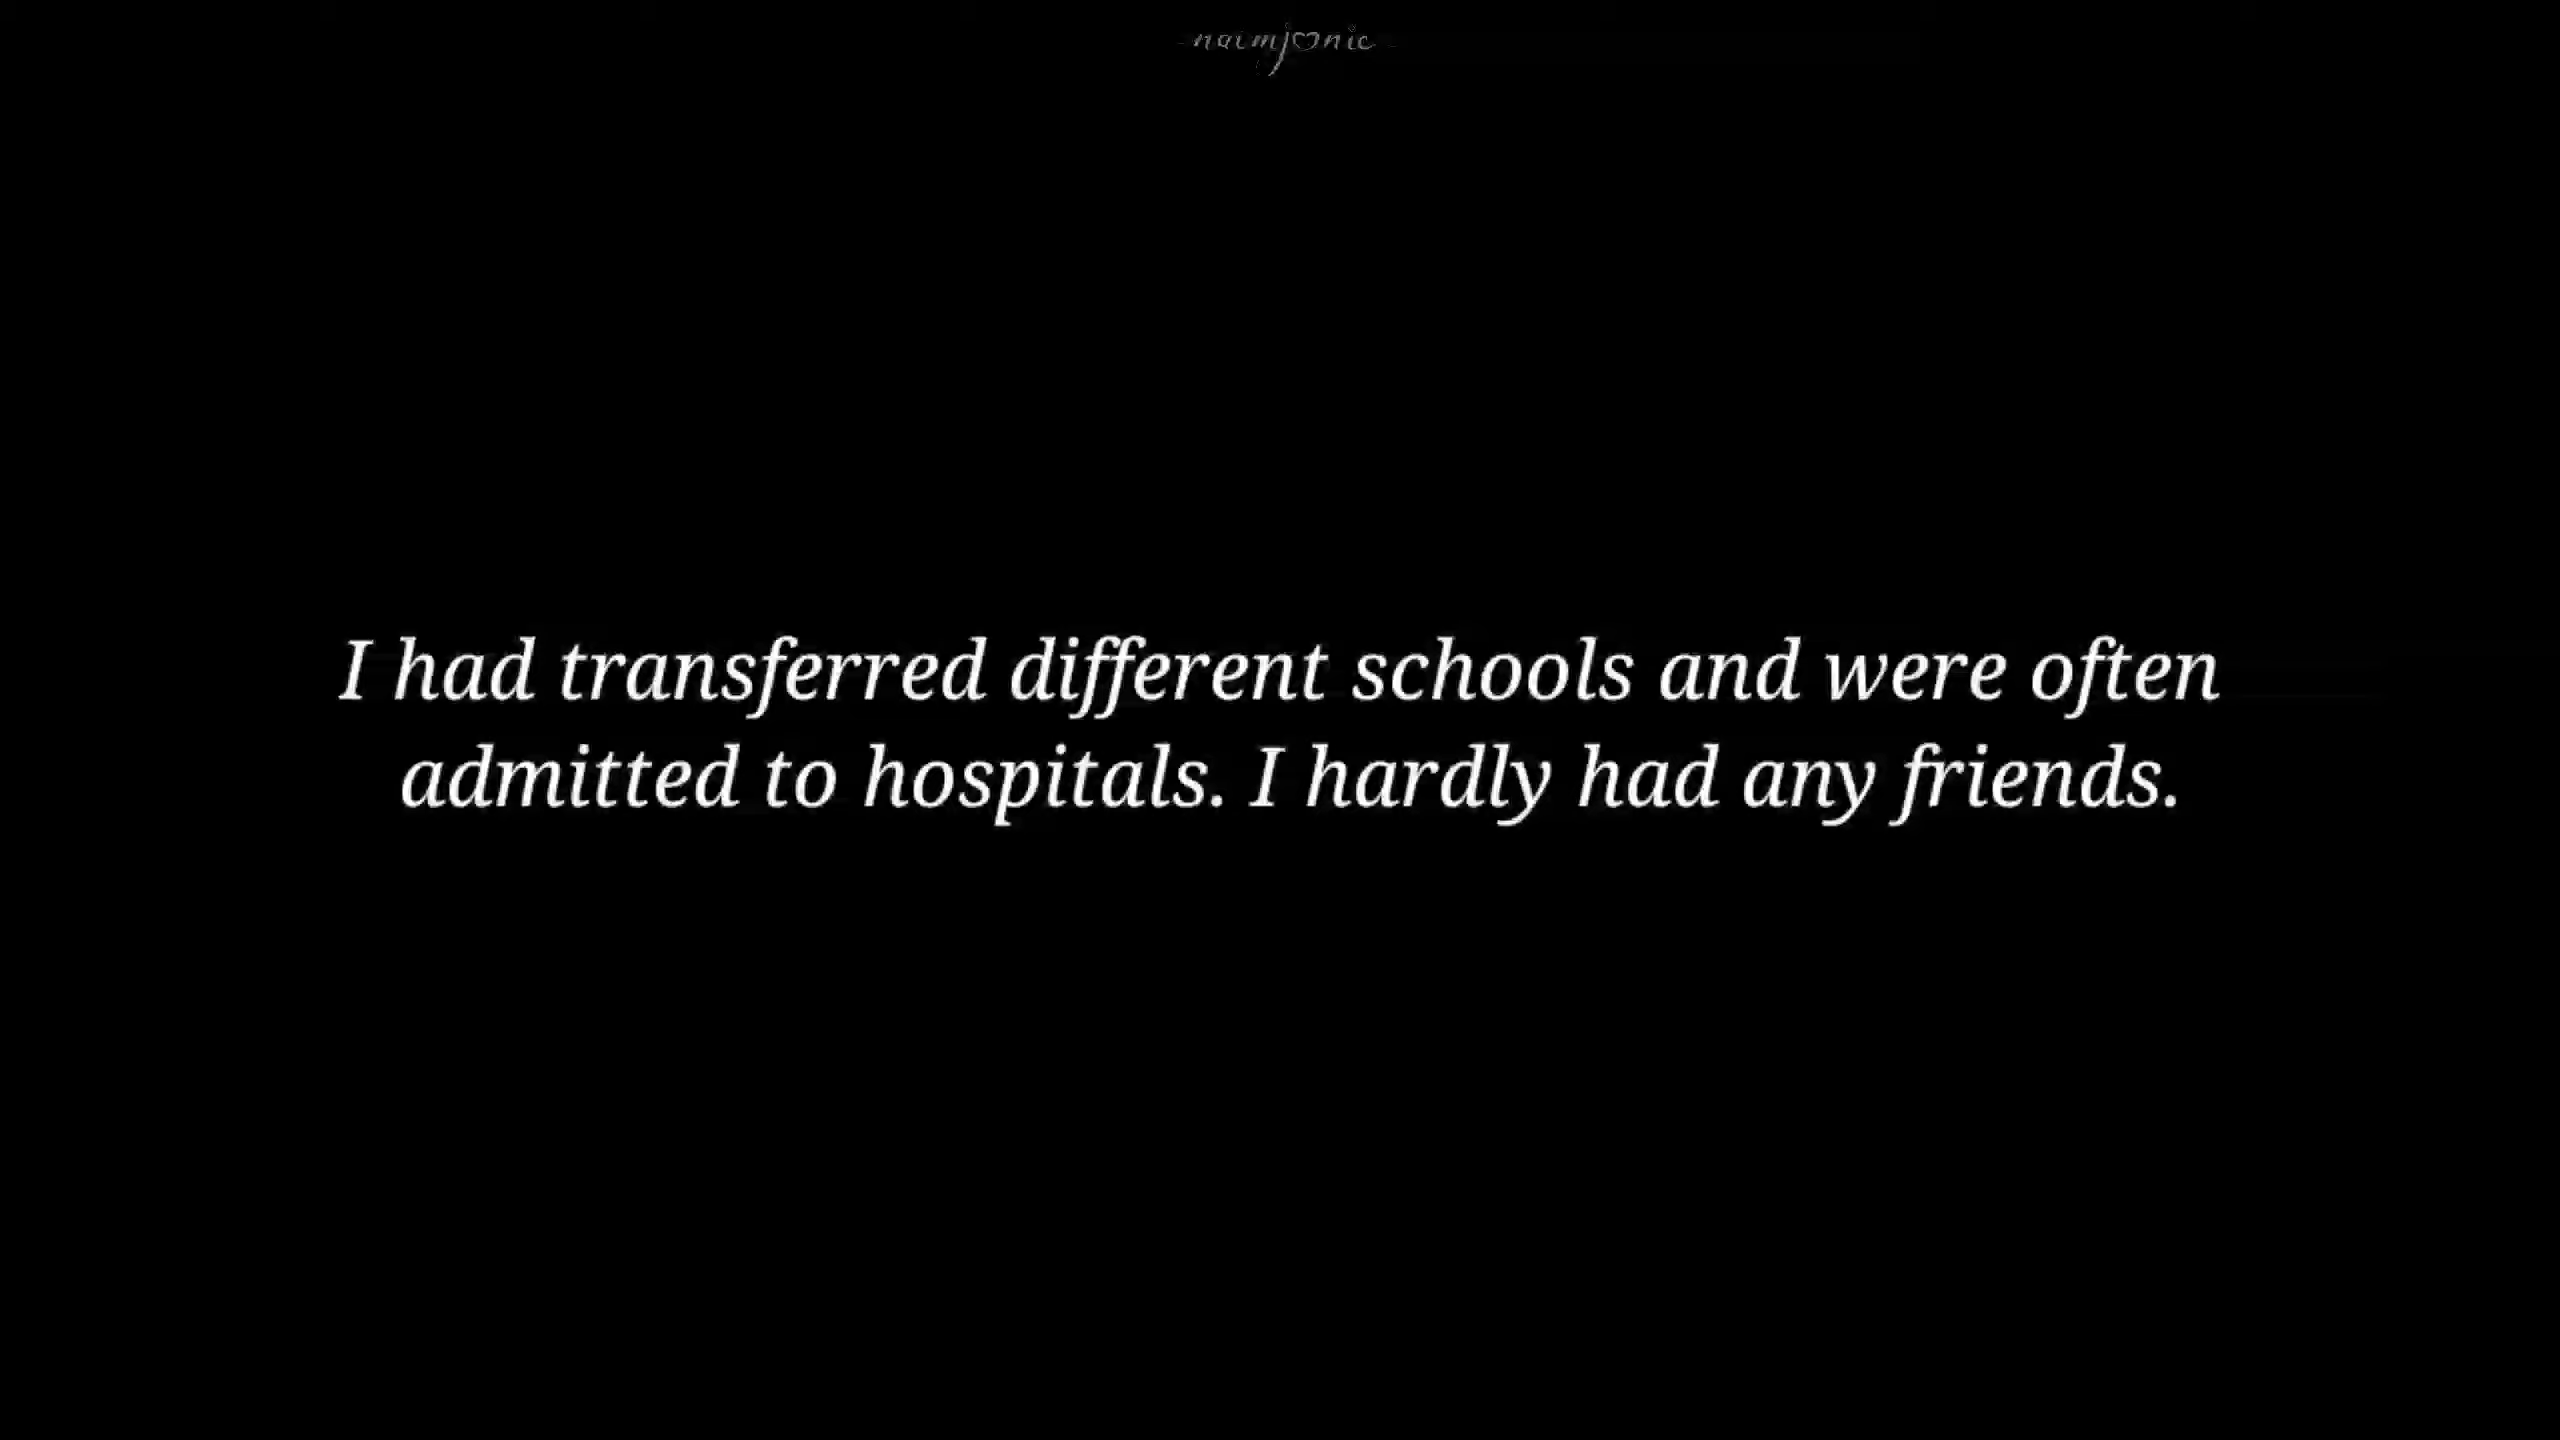 I had transferred different schools and were often
admitted to hospitals. I hardly had any friends.